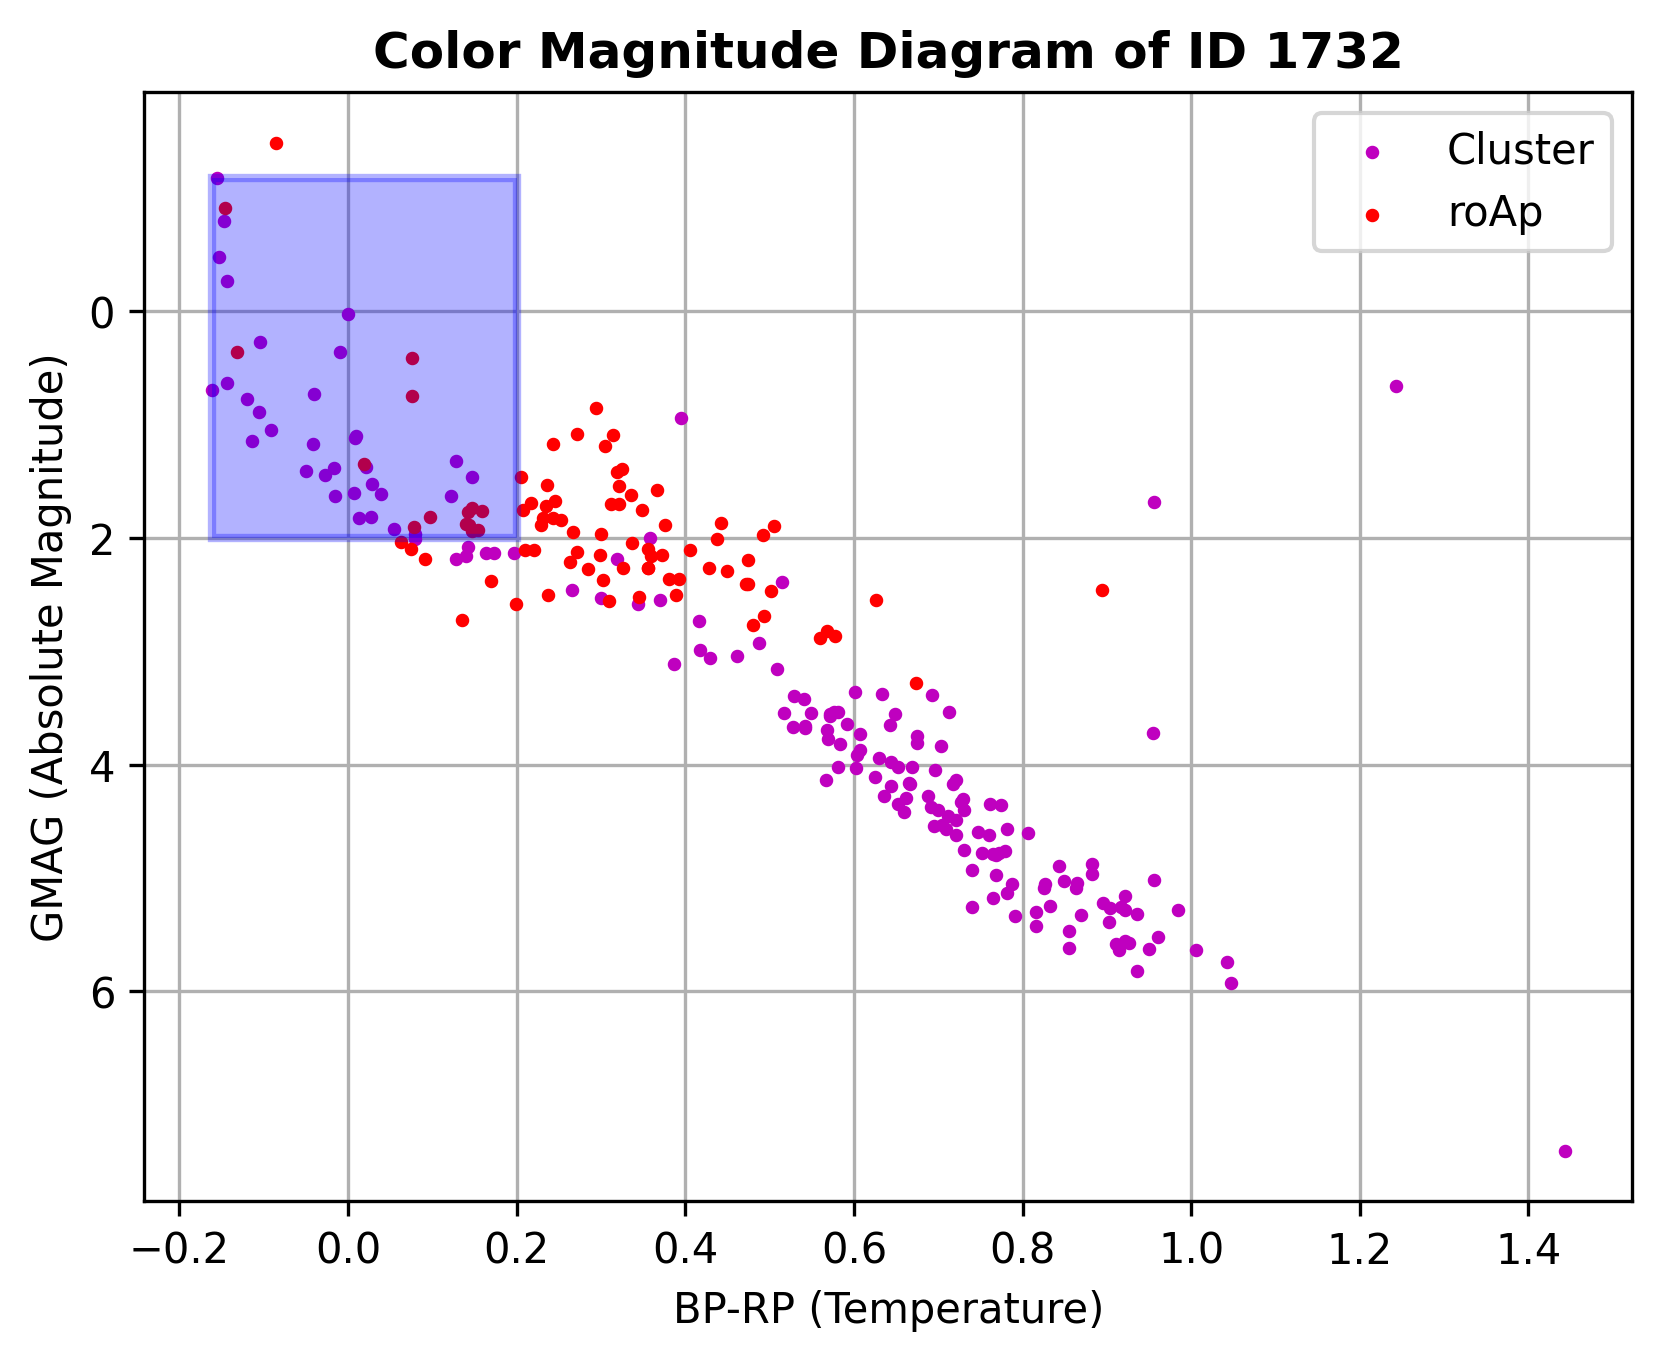 Color Magnitude Diagram of ID 1732
Cluster
roAp
0
2
4
6
GMAG (Absolute Magnitude)
−0.2 0.0 0.2 0.4 0.6 0.8 1.0 1.2 1.4
BP-RP (Temperature)